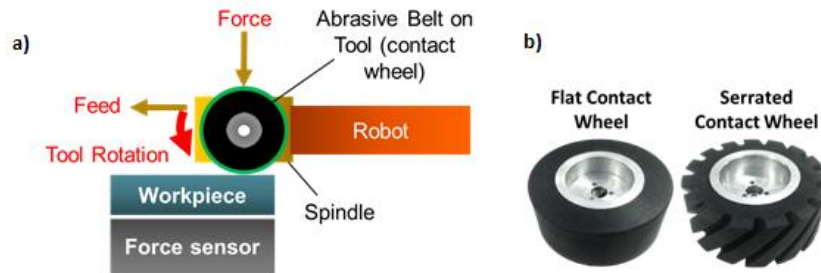 a)
Force
Abrasive Belt on
Tool (contact
wheel)
Feed
Tool Rotation
Robot
Workpiece
Spindle
Force sensor
b)
Flat Contact
Wheel
Serrated
Contact Wheel